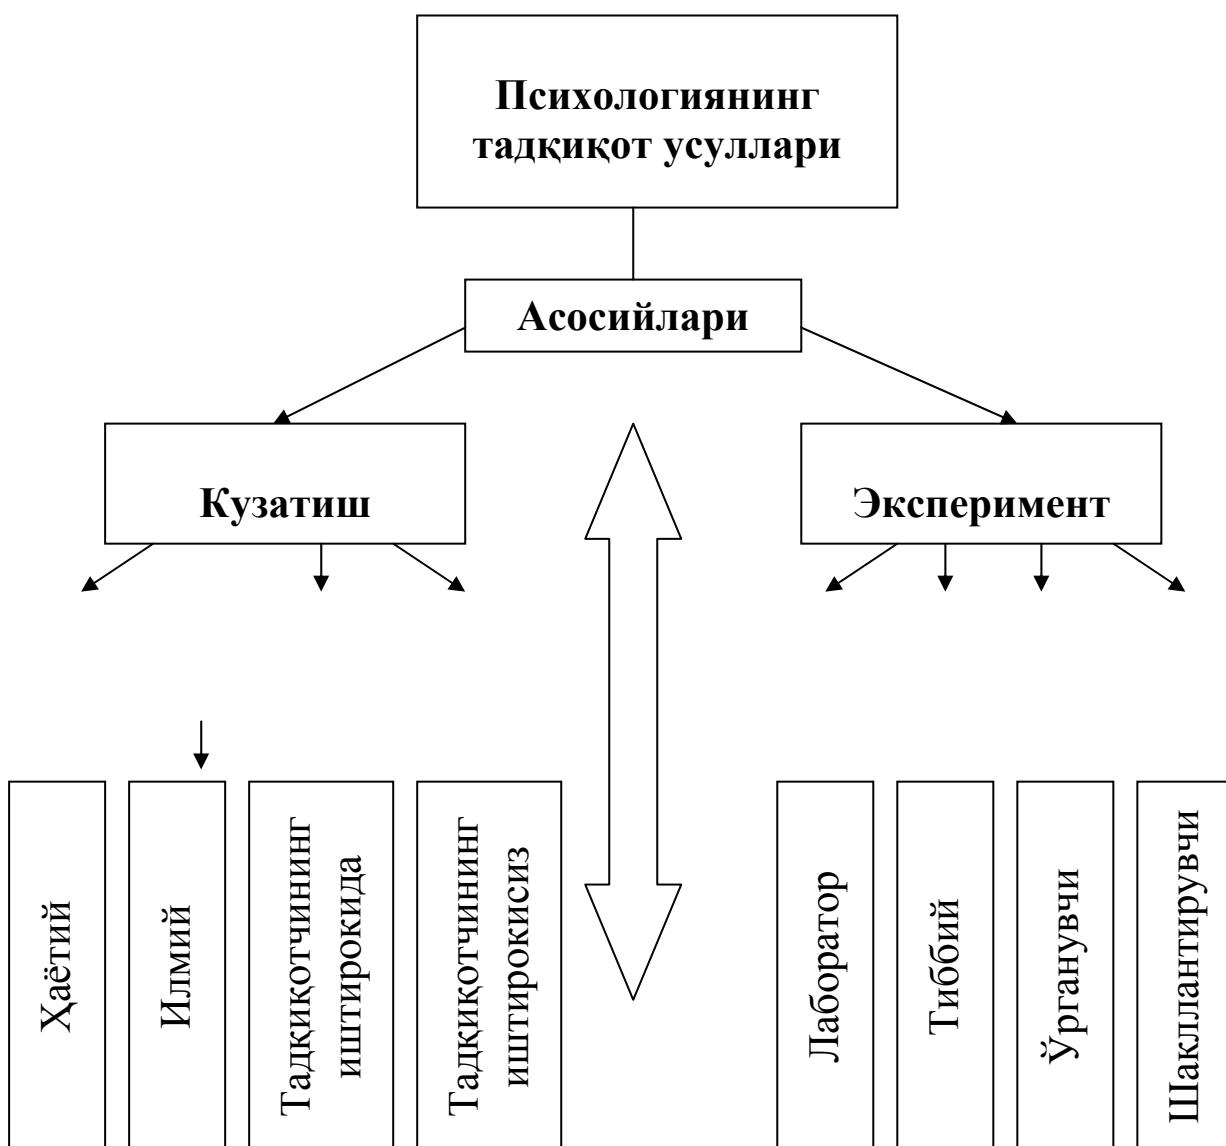 Психологиянинг
тадқиқот усуллари
Асосийлари
Кузатиш
Эксперимент
Ҳаётий
Илмий
Тадқиқотчининг
иштирокида
Тадқиқотчининг
иштирокисиз
Лаборатор
Тиббий
Ўрганувчи
Шакллантирувчи